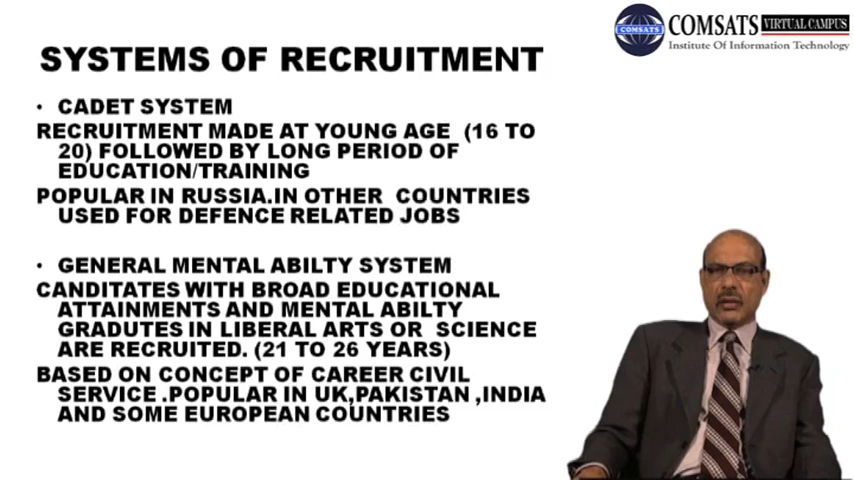 COMSATS
COMSATS VIRTUAL CAMPUS
Institute Of Information Technology
SYSTEMS OF RECRUITMENT
• CADET SYSTEM
RECRUITMENT MADE AT YOUNG AGE (16 TO
20) FOLLOWED BY LONG PERIOD OF
EDUCATION/TRAINING
POPULAR IN RUSSIA.IN OTHER COUNTRIES
USED FOR DEFENCE RELATED JOBS
• GENERAL MENTAL ABILTY SYSTEM
CANDITATES WITH BROAD EDUCATIONAL
ATTAINMENTS AND MENTAL ABILTY
GRADUTES IN LIBERAL ARTS OR SCIENCE
ARE RECRUITED. (21 TO 26 YEARS)
BASED ON CONCEPT OF CAREER CIVIL
SERVICE .POPULAR IN UK,PAKISTAN ,INDIA
AND SOME EUROPEAN COUNTRIES